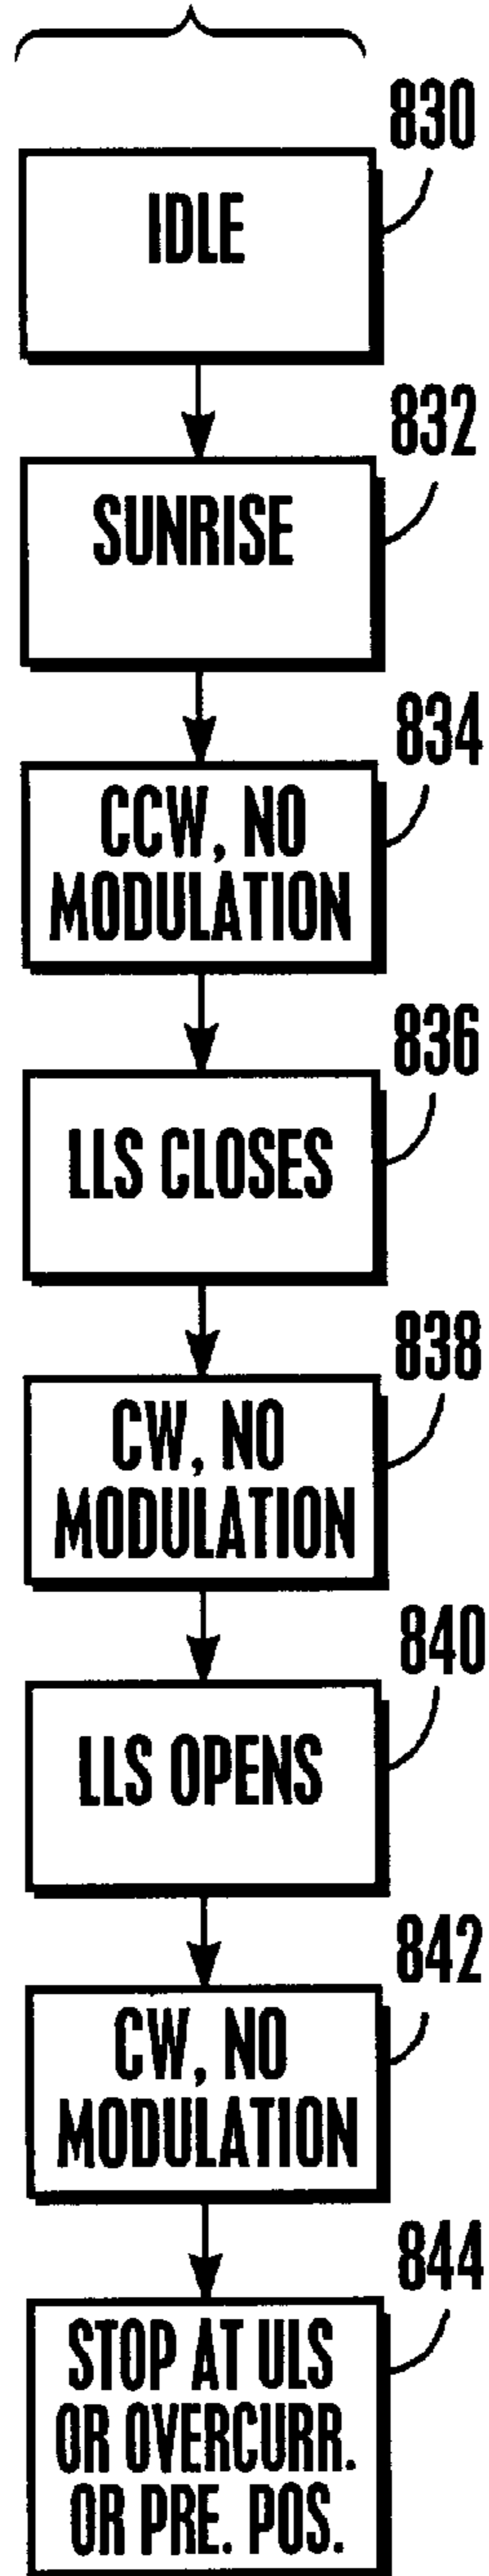 830
IDLE
832
SUNRISE
834
CCW, NO
MODULATION
836
LLS CLOSES
838
CW, NO
MODULATION
840
LLS OPENS
842
CW, NO
MODULATION
844
STOP AT ULS
OR OVERCURR.
OR PRE. POS.